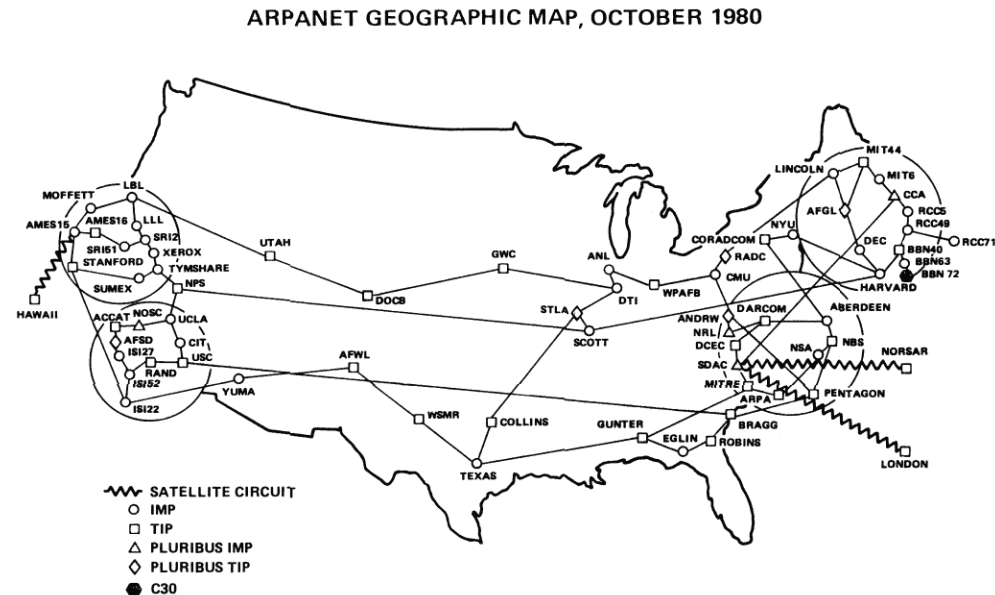 ARPANET GEOGRAPHIC MAP, OCTOBER 1980
MIT44
LINCOLN
MIT6
CCA
LBL
MOFFETT
AMES16
LLL
AFGL
RCC5
RCC49
AMES15
SRI2
NYU
DEC
RCC71
SRI51
XEROX
UTAH
GWC
ANL
CORADCOM
RADC
BBN40
STANFORD
TYMSHARE
BBN63
SUMEX
NPS
CMU
BBN 72
DOCB
DTI
WPAFB
HARVARD
HAWAII
STLA
DARCOM
ABERDEEN
ACCAT
NOSC
UCLA
ANDRW
SCOTT
NRL
AFSD
CIT
DCEC
NSA
NBS
ISI27
AFWL
SDAC
NORSAR
RAND
USC
ISI52
MITRE
YUMA
ARPA
PENTAGON
ISI22
WSMR
COLLINS
GUNTER
BRAGG
EGLIN
ROBINS
TEXAS
LONDON
SATELLITE CIRCUIT
IMP
TIP
PLURIBUS IMP
PLURIBUS TIP
C30